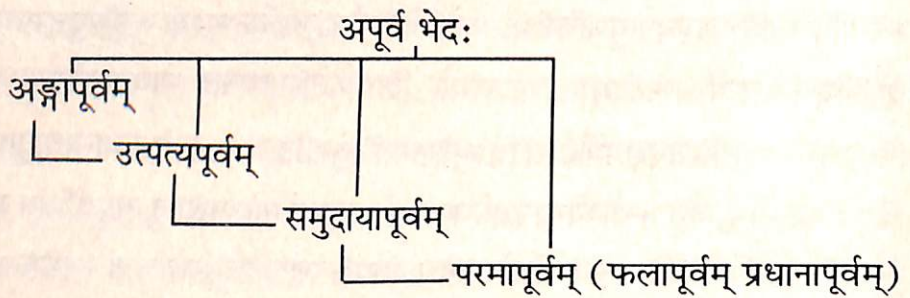 अपूर्व भेदः
अङ्गापूर्वम्
उत्पत्यपूर्वम्
समुदायापूर्वम्
परमापूर्वम् ( फलापूर्वम् प्रधानापूर्वम् )